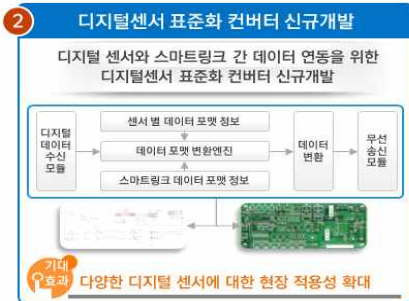 2 디지털센서 표준화 컨버터 신규개발
디지털 센서와 스마트링크 간 데이터 연동을 위한
디지털센서 표준화 컨버터 신규개발
디지털
데이터
수신
모듈
센서 별 데이터 포맷 정보
데이터 포맷 변환엔진
스마트링크 데이터 포맷 정보
데이터
변환
무선
송신
모듈
기대
효과
다양한 디지털 센서에 대한 현장 적용성 확대